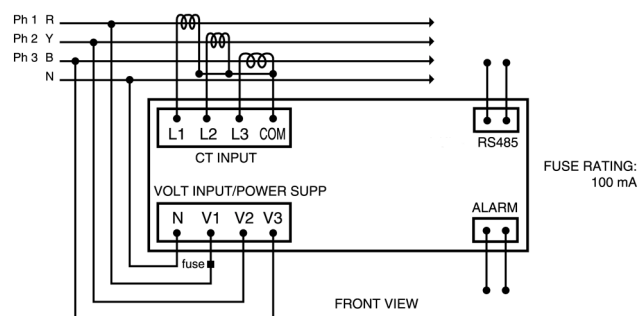 Ph 1 R
Ph 2 Y
Ph 3 B
N
L1 L2 L3 COM
CT INPUT
RS485
FUSE RATING:
100 mA
VOLT INPUT/POWER SUPP
N V1 V2 V3
ALARM
fuse
FRONT VIEW